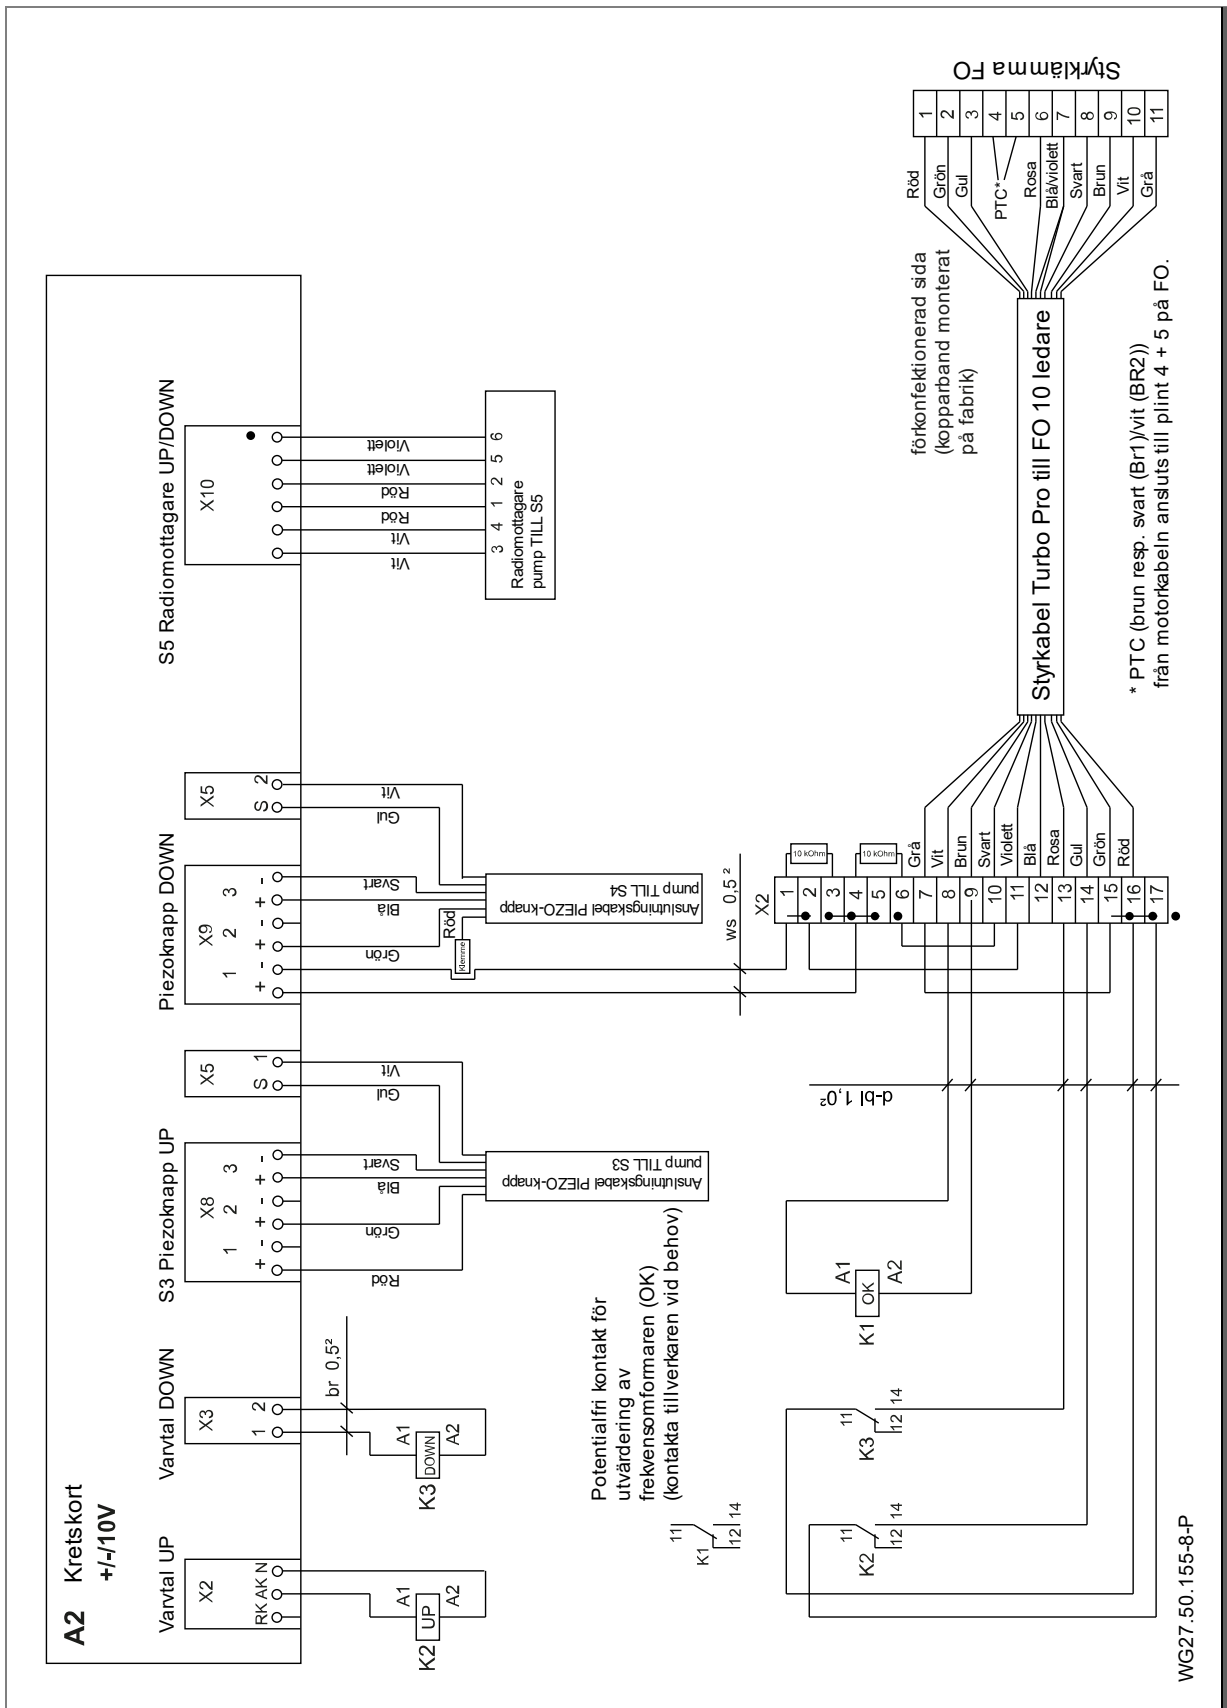 A2 Kretskort
+/-/10V
Varvtal UP
X2
RK AK N
K2
UP
A1
A2
Varvtal DOWN
X3
1 2
br 0,5²
K3
DOWN
A1
A2
S3 Piezoknapp UP
X8
1 2 3
+ - + - + -
Röd
Grön
Blå
Svart
X5
S 1
Gul
Vit
Anslutningskabel PIEZO-knapp
pump TILL S3
Piezoknapp DOWN
X9
1 2 3
+ - + - + -
Grön
Blå
Svart
Röd
Klemme
X5
S 2
Gul
Vit
Anslutningskabel PIEZO-knapp
pump TILL S4
S5 Radiomottagare UP/DOWN
X10
Vit
Vit
Röd
Röd
Violett
Violett
3 4 1 2 5 6
Radiomottagare
pump TILL S5
Potentialfri kontakt för
utvärdering av
frekvensomformaren (OK)
(kontakta tillverkaren vid behov)
K1
11
12 14
K2
11
12 14
K3
11
12 14
K1
OK
A1
A2
d-bl 1,0²
ws 0,5²
X2
1
2
3
4
5
6
7
8
9
10
11
12
13
14
15
16
17
10 kOhm
10 kOhm
Grå
Vit
Brun
Svart
Violett
Blå
Rosa
Gul
Grön
Röd
Styrkabel Turbo Pro till FO 10 ledare
förkonfektionerad sida
(kopparband monterat
på fabrik)
Röd
Grön
Gul
PTC*
Rosa
Blå/violett
Svart
Brun
Vit
Grå
1
2
3
4
5
6
7
8
9
10
11
Styrklämma FO
* PTC (brun resp. svart (Br1)/vit (BR2))
från motorkabeln ansluts till plint 4 + 5 på FO.
WG27.50.155-8-P